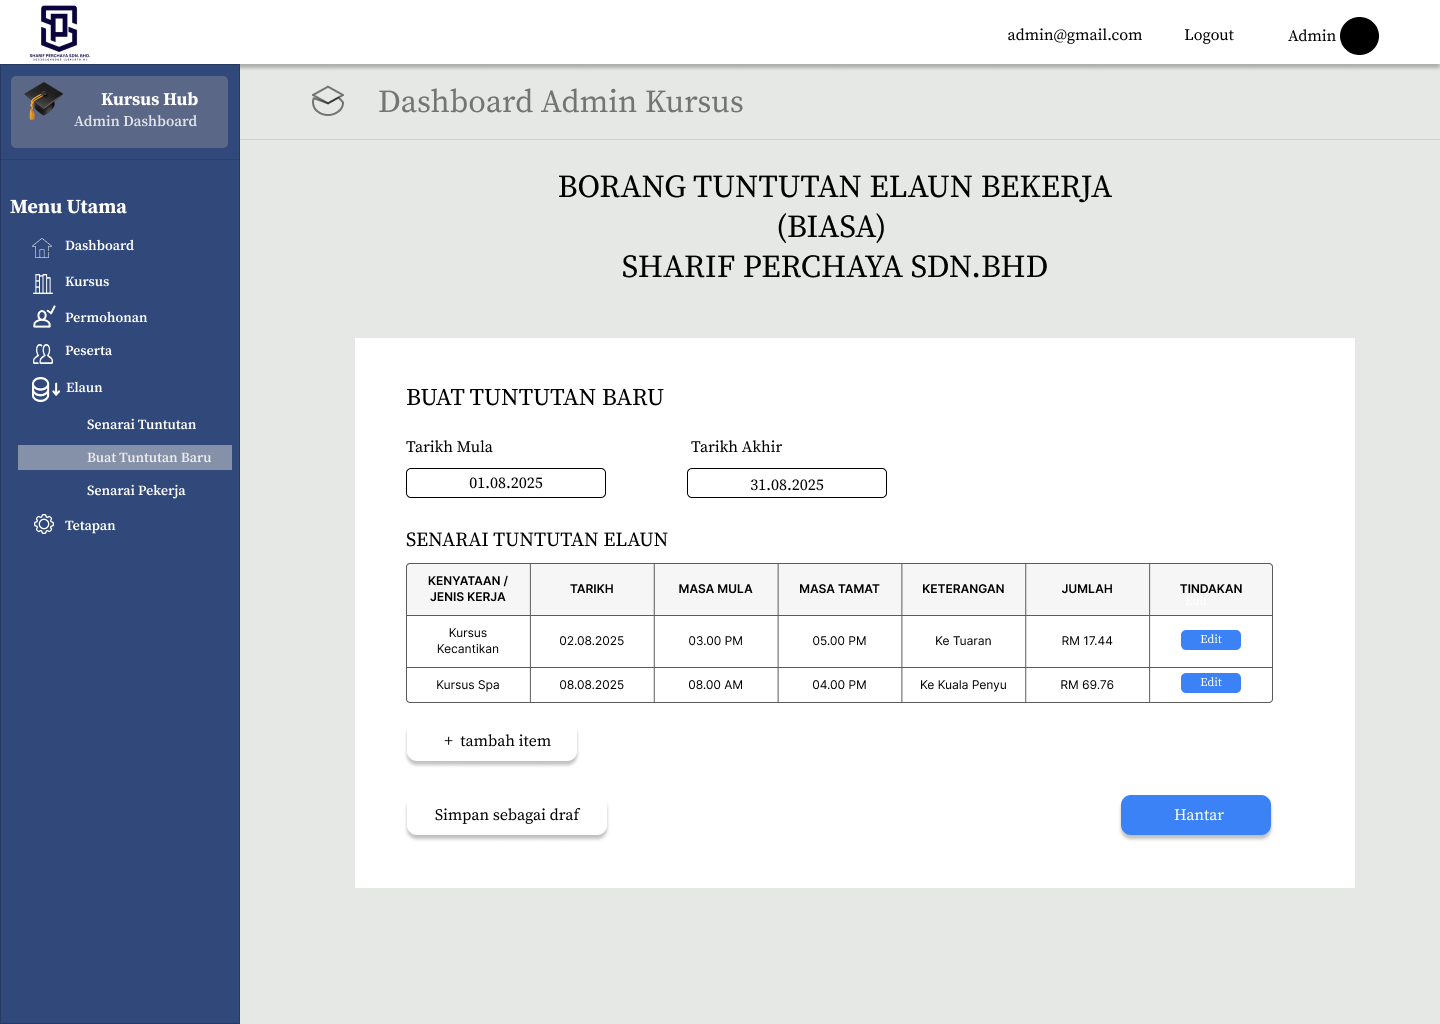 SHARIF PERCHAYA SDN. BHD.
admin@gmail.com
Logout
Admin
Kursus Hub
Admin Dashboard
Dashboard Admin Kursus
Menu Utama
Dashboard
Kursus
Permohonan
Peserta
Elaun
Senarai Tuntutan
Buat Tuntutan Baru
Senarai Pekerja
Tetapan
BORANG TUNTUTAN ELAUN BEKERJA
(BIASA)
SHARIF PERCHAYA SDN.BHD
BUAT TUNTUTAN BARU
Tarikh Mula
Tarikh Akhir
01.08.2025
31.08.2025
SENARAI TUNTUTAN ELAUN
KENYATAAN /
JENIS KERJA
TARIKH
MASA MULA
MASA TAMAT
KETERANGAN
JUMLAH
TINDAKAN
Kursus
Kecantikan
02.08.2025
03.00 PM
05.00 PM
Ke Tuaran
RM 17.44
Edit
Kursus Spa
08.08.2025
08.00 AM
04.00 PM
Ke Kuala Penyu
RM 69.76
Edit
+ tambah item
Simpan sebagai draf
Hantar